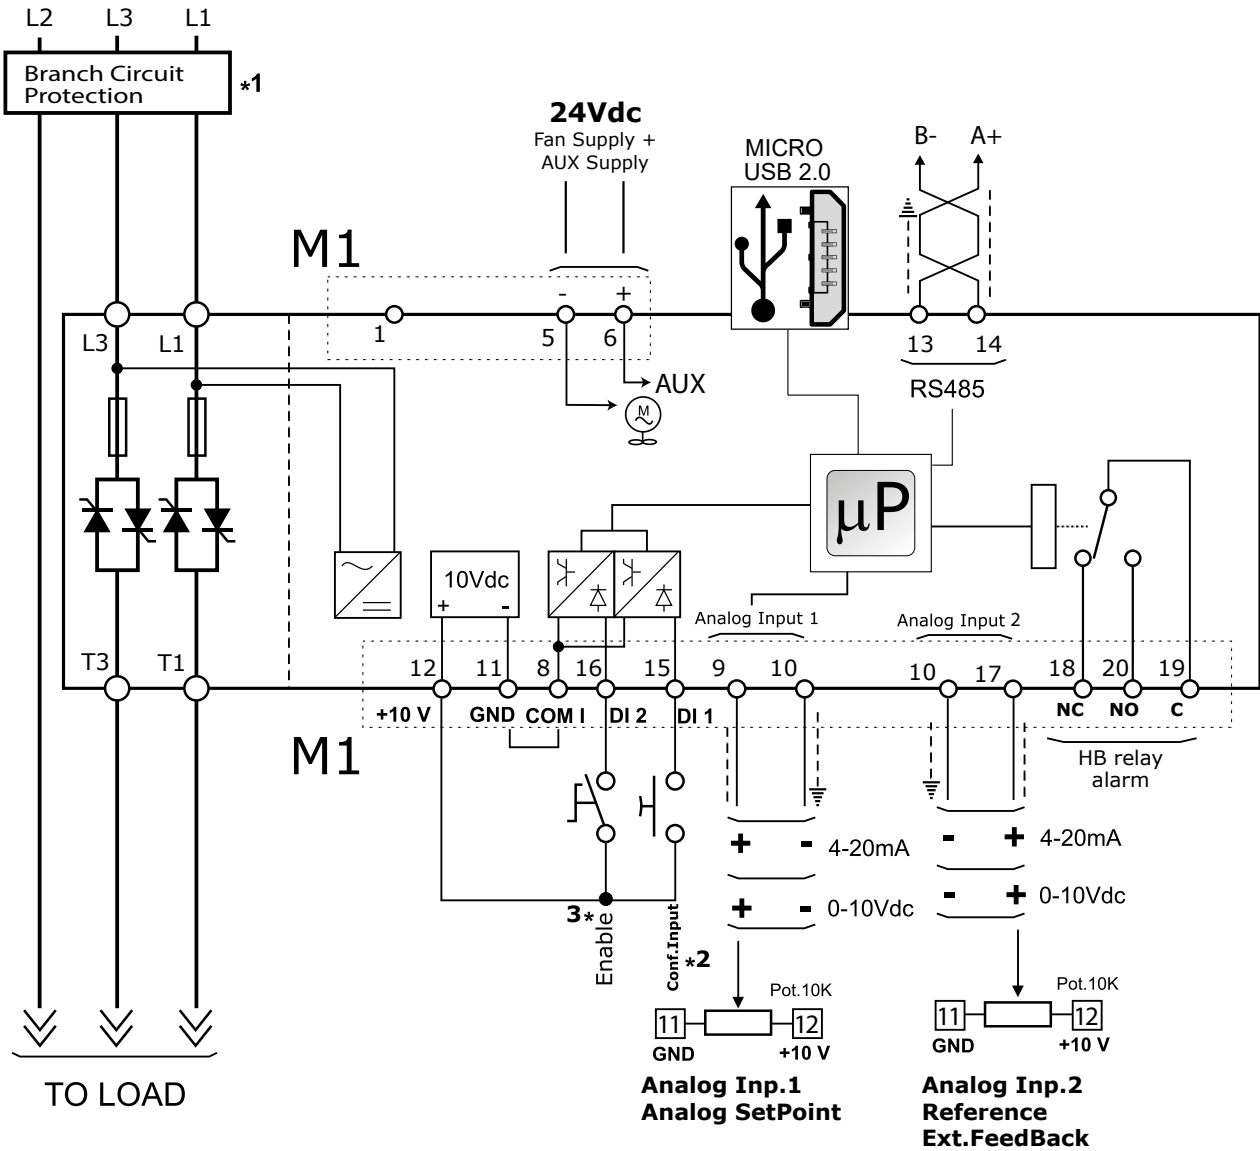 L2 L3 L1
Branch Circuit
Protection
*1
24Vdc
Fan Supply +
AUX Supply
MICRO
USB 2.0
B- A+
M1
- +
L3 L1
1 5 6
13 14
AUX
M
RS485
µP
10Vdc
+ -
Analog Input 1
Analog Input 2
T3 T1
12 11 8 16 15 9 10 10 17 18 20 19
+10 V GND COM I DI 2 DI 1
NC NO C
M1
HB relay
alarm
+ - 4-20mA
- + 4-20mA
+ - 0-10Vdc
- + 0-10Vdc
3*
Enable
Conf.Input
*2
Pot.10K
11 12
GND +10 V
Pot.10K
11 12
GND +10 V
TO LOAD
Analog Inp.1
Analog SetPoint
Analog Inp.2
Reference
Ext.FeedBack